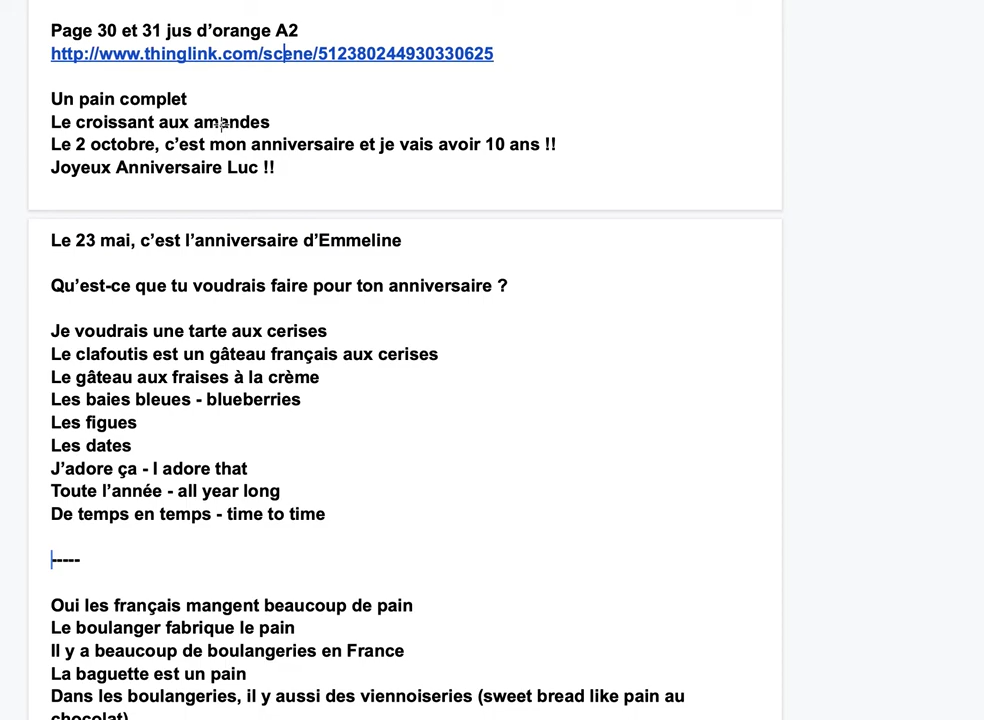 Page 30 et 31 jus d’orange A2
http://www.thinglink.com/scene/512380244930330625
Un pain complet
Le croissant aux amandes
Le 2 octobre, c’est mon anniversaire et je vais avoir 10 ans !!
Joyeux Anniversaire Luc !!
Le 23 mai, c’est l’anniversaire d’Emmeline
Qu’est-ce que tu voudrais faire pour ton anniversaire ?
Je voudrais une tarte aux cerises
Le clafoutis est un gâteau français aux cerises
Le gâteau aux fraises à la crème
Les baies bleues - blueberries
Les figues
Les dates
J’adore ça - I adore that
Toute l’année - all year long
De temps en temps - time to time
-----
Oui les français mangent beaucoup de pain
Le boulanger fabrique le pain
Il y a beaucoup de boulangeries en France
La baguette est un pain
Dans les boulangeries, il y aussi des viennoiseries (sweet bread like pain au
chocolat)